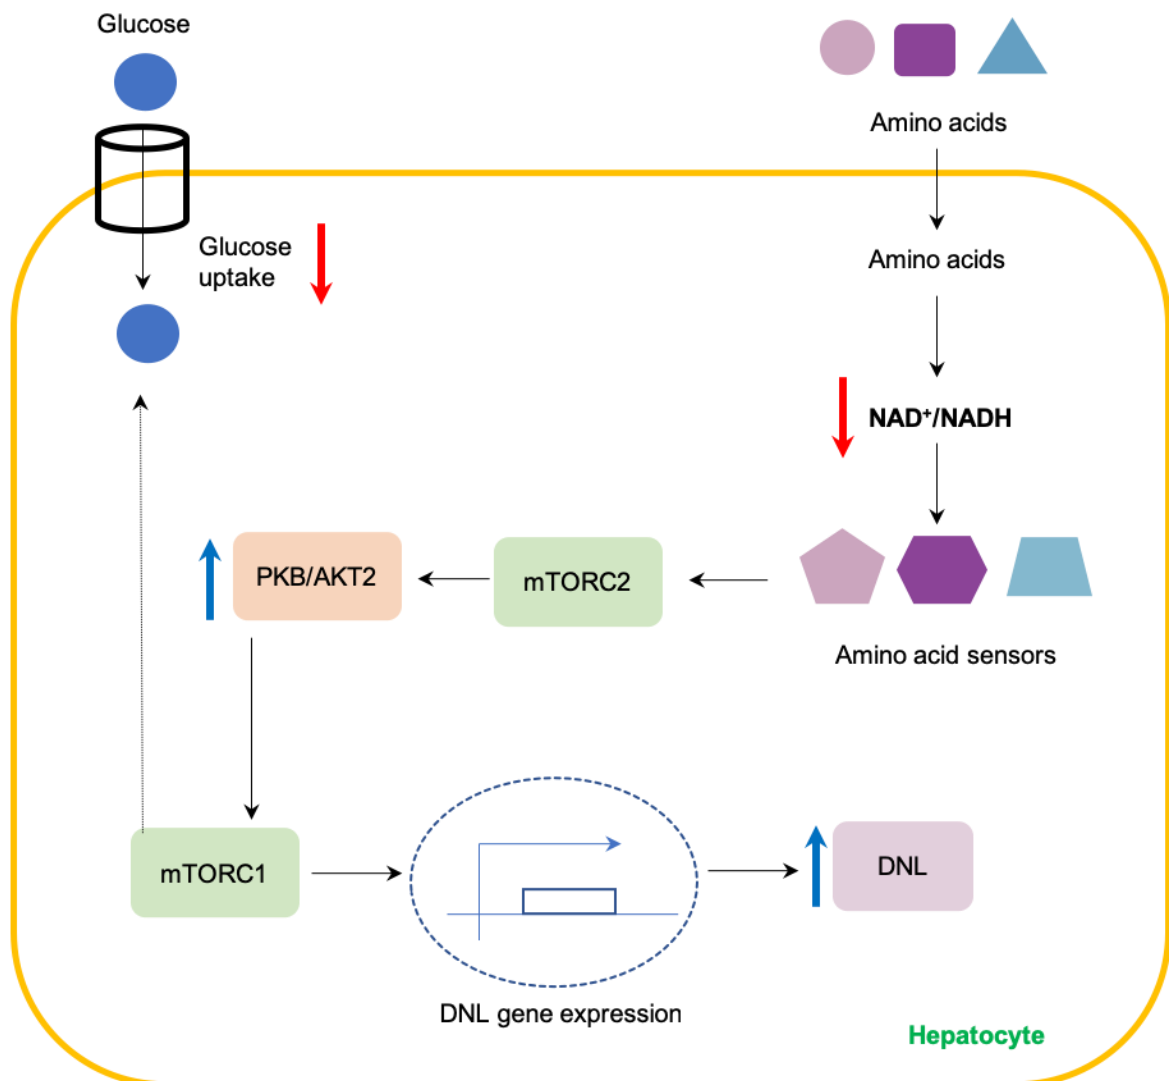 Glucose
Amino acids
Glucose
uptake
Amino acids
NAD⁺/NADH
PKB/AKT2
mTORC2
Amino acid sensors
mTORC1
DNL
DNL gene expression
Hepatocyte